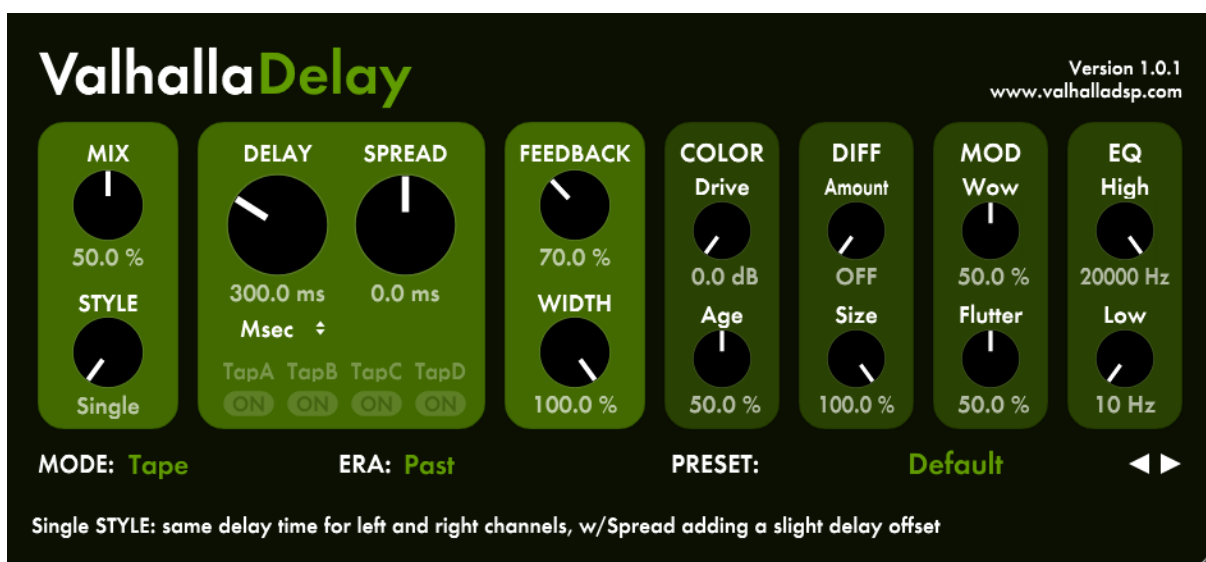 ValhallaDelay
Version 1.0.1
www.valhalladsp.com
MIX
50.0 %
STYLE
Single
DELAY
300.0 ms
Msec
SPREAD
0.0 ms
TapA TapB TapC TapD
ON ON ON ON
FEEDBACK
70.0 %
WIDTH
100.0 %
COLOR
Drive
0.0 dB
Age
50.0 %
DIFF
Amount
OFF
Size
100.0 %
MOD
Wow
50.0 %
Flutter
50.0 %
EQ
High
20000 Hz
Low
10 Hz
MODE: Tape
ERA: Past
PRESET: Default
Single STYLE: same delay time for left and right channels, w/Spread adding a slight delay offset